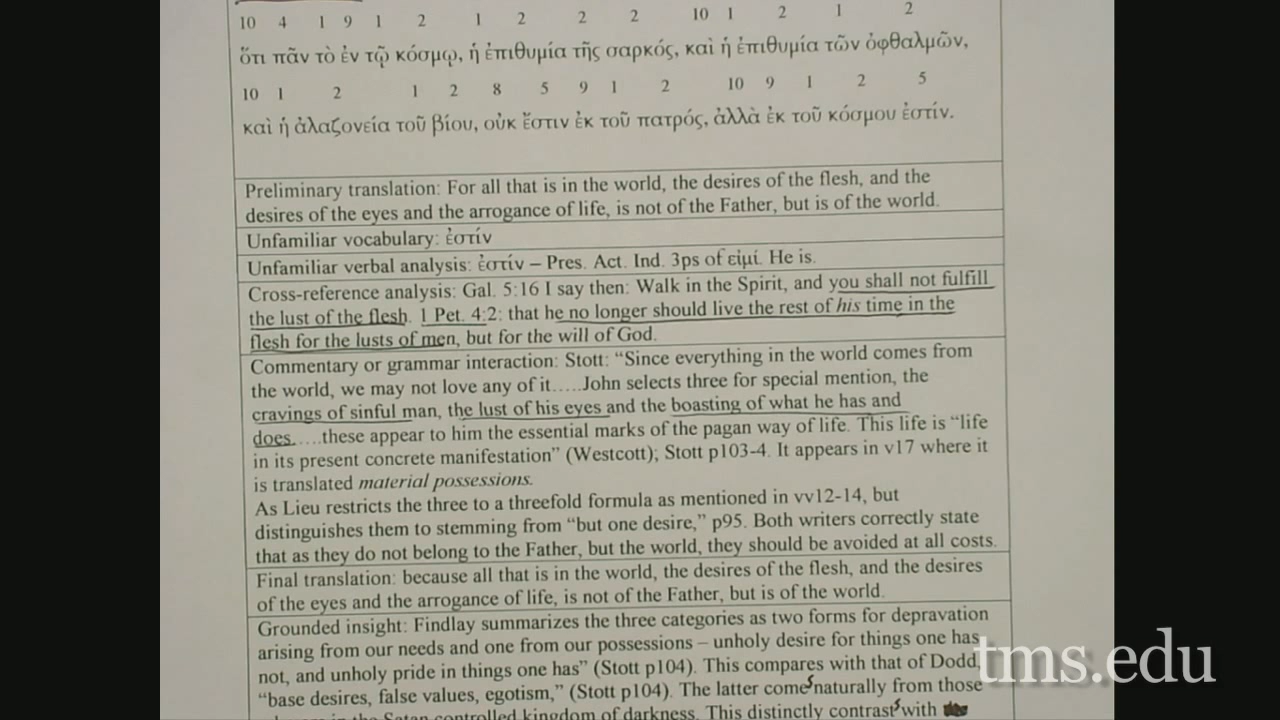 10 4 1 9 1 2 1 2 2 2 10 1 2 1 2
ὅτι πᾶν τὸ ἐν τῷ κόσμῳ, ἡ ἐπιθυμία τῆς σαρκός, καὶ ἡ ἐπιθυμία τῶν ὀφθαλμῶν,
10 1 2 1 2 8 5 9 1 2 10 9 1 2 5
καὶ ἡ ἀλαζονεία τοῦ βίου, οὐκ ἔστιν ἐκ τοῦ πατρός, ἀλλὰ ἐκ τοῦ κόσμου ἐστίν.
Preliminary translation: For all that is in the world, the desires of the flesh, and the
desires of the eyes and the arrogance of life, is not of the Father, but is of the world.
Unfamiliar vocabulary: ἐστίν
Unfamiliar verbal analysis: ἐστίν – Pres. Act. Ind. 3ps of εἰμί. He is.
Cross-reference analysis: Gal. 5:16 I say then: Walk in the Spirit, and you shall not fulfill
the lust of the flesh. 1 Pet. 4:2: that he no longer should live the rest of his time in the
flesh for the lusts of men, but for the will of God.
Commentary or grammar interaction: Stott: “Since everything in the world comes from
the world, we may not love any of it.....John selects three for special mention, the
cravings of sinful man, the lust of his eyes and the boasting of what he has and
does.....these appear to him the essential marks of the pagan way of life. This life is “life
in its present concrete manifestation” (Westcott); Stott p103-4. It appears in v17 where it
is translated material possessions.
As Lieu restricts the three to a threefold formula as mentioned in vv12-14, but
distinguishes them to stemming from “but one desire,” p95. Both writers correctly state
that as they do not belong to the Father, but the world, they should be avoided at all costs.
Final translation: because all that is in the world, the desires of the flesh, and the desires
of the eyes and the arrogance of life, is not of the Father, but is of the world.
Grounded insight: Findlay summarizes the three categories as two forms for depravation
arising from our needs and one from our possessions – unholy desire for things one has
not, and unholy pride in things one has” (Stott p104). This compares with that of Dodd,
“base desires, false values, egotism,” (Stott p104). The latter comes naturally from those
in the Satan controlled kingdom of darkness. This distinctly contrasts with
tms.edu